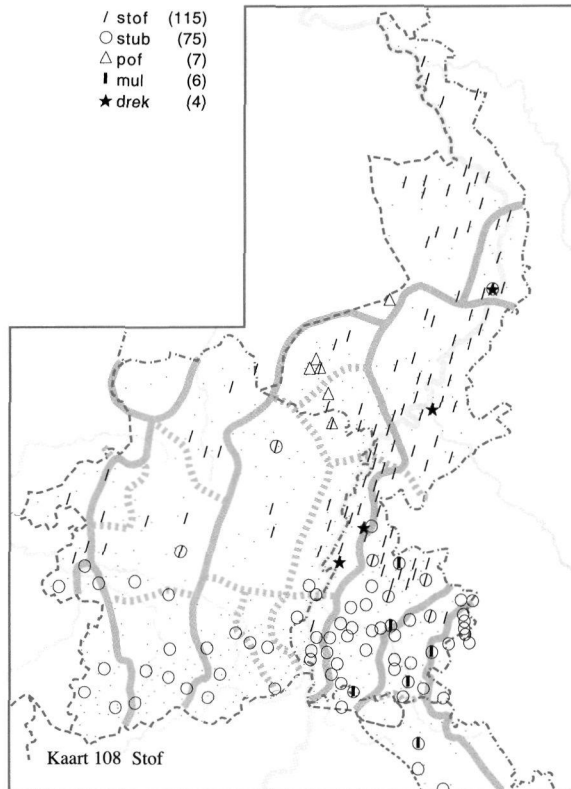 stof (115)
stub (75)
pof (7)
mul (6)
drek (4)
Kaart 108 Stof